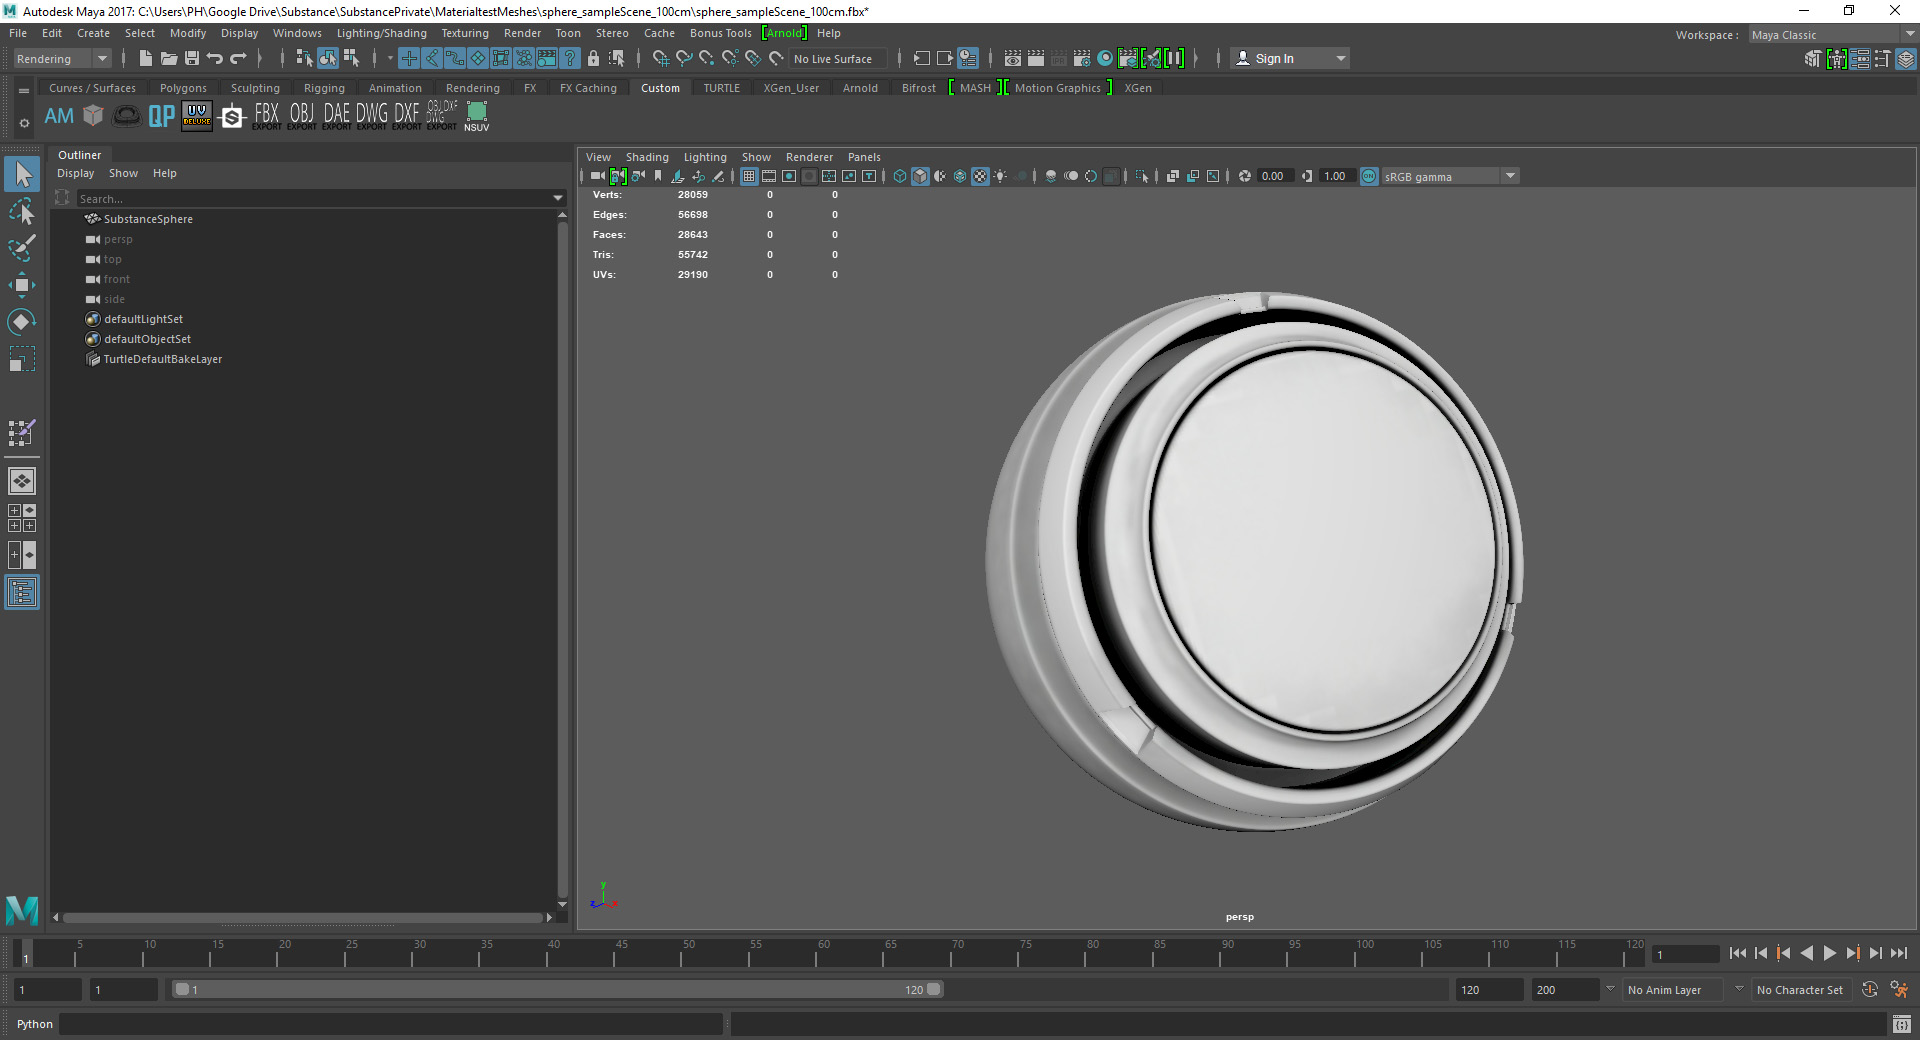 Autodesk Maya 2017: C:\Users\PH\Google Drive\Substance\SubstancePrivate\MaterialtestMeshes\sphere_sampleScene_100cm\sphere_sampleScene_100cm.fbx*
File Edit Create Select Modify Display Windows Lighting/Shading Texturing Render Toon Stereo Cache Bonus Tools [Arnold] Help Workspace : Maya Classic
Rendering No Live Surface Sign In
Curves / Surfaces Polygons Sculpting Rigging Animation Rendering FX FX Caching Custom TURTLE XGen_User Arnold Bifrost [ MASH ] [ Motion Graphics ] XGen
AM QP UV DELUXE S FBX OBJ DAE DWG DXF OBJ DXF DWG
EXPORT EXPORT EXPORT EXPORT EXPORT EXPORT NSUV
Outliner
Display Show Help
Search...
SubstanceSphere
persp
top
front
side
defaultLightSet
defaultObjectSet
TurtleDefaultBakeLayer
View Shading Lighting Show Renderer Panels
0.00 1.00 ON sRGB gamma
Verts: 28059 0 0
Edges: 56698 0 0
Faces: 28643 0 0
Tris: 55742 0 0
UVs: 29190 0 0
y
z x
persp
5 10 15 20 25 30 35 40 45 50 55 60 65 70 75 80 85 90 95 100 105 110 115 120
1 1
1 1 1 120 120 200 No Anim Layer No Character Set
Python